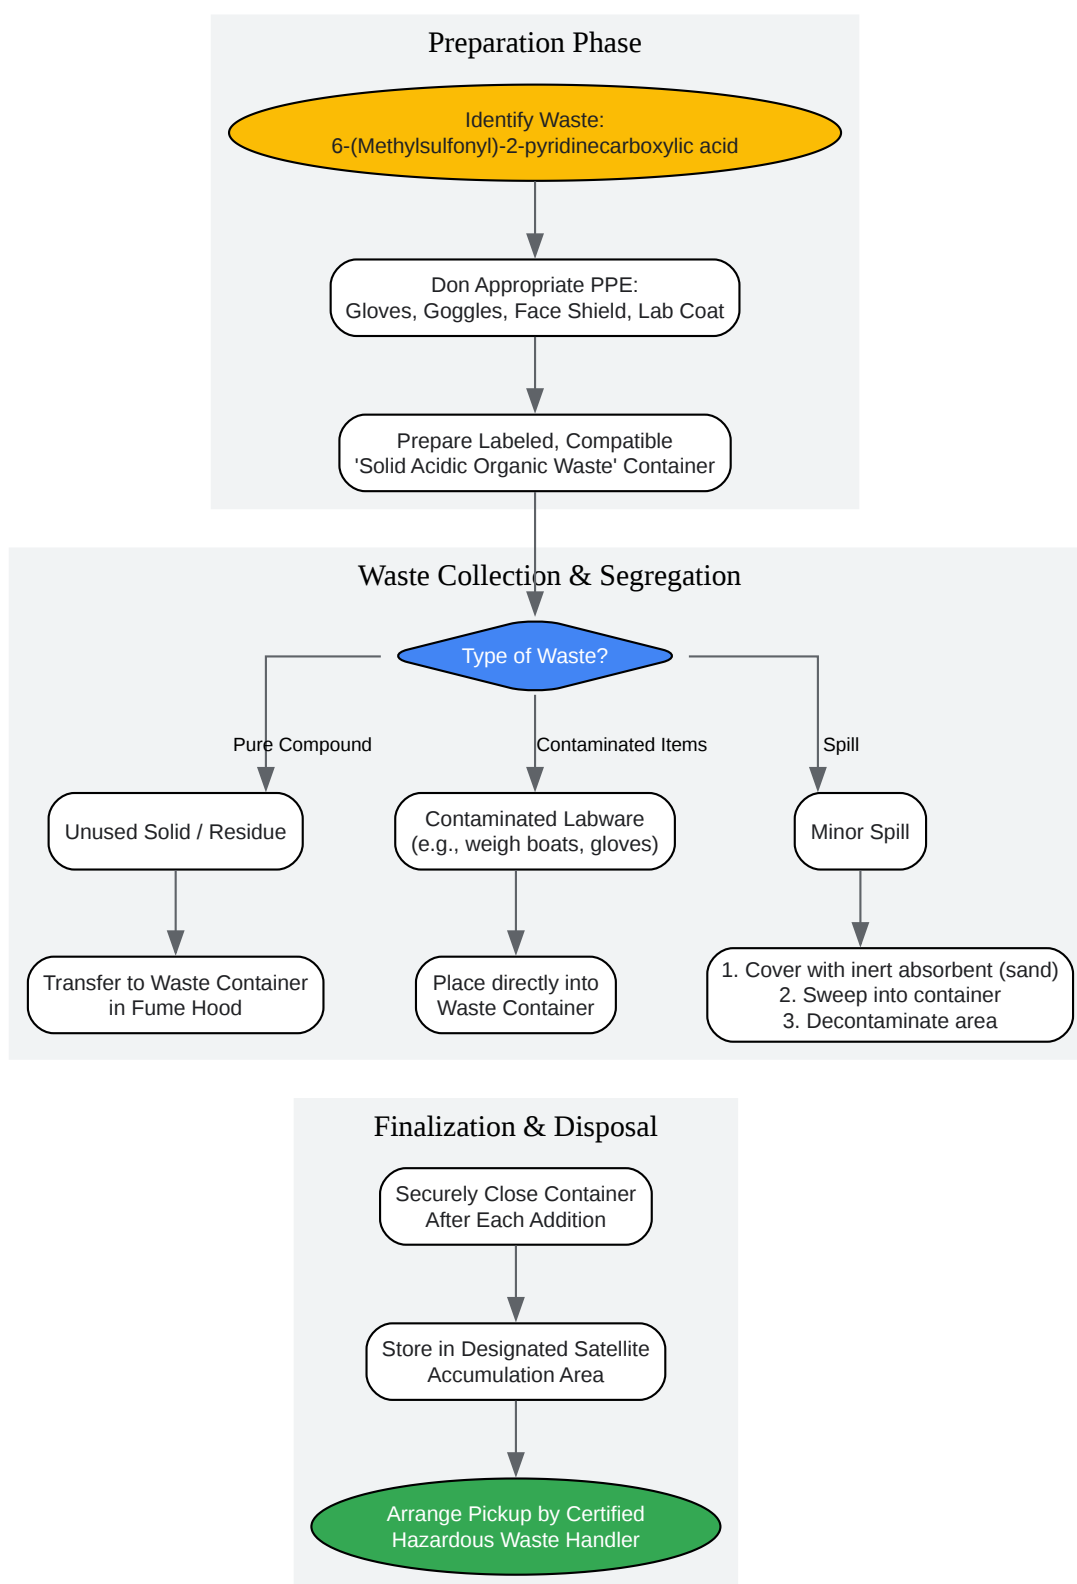 Preparation Phase
Identify Waste:
6-(Methylsulfonyl)-2-pyridinecarboxylic acid
Don Appropriate PPE:
Gloves, Goggles, Face Shield, Lab Coat
Prepare Labeled, Compatible
'Solid Acidic Organic Waste' Container
Waste Collection & Segregation
Type of Waste?
Pure Compound
Contaminated Items
Spill
Unused Solid / Residue
Contaminated Labware
(e.g., weigh boats, gloves)
Minor Spill
Transfer to Waste Container
in Fume Hood
Place directly into
Waste Container
1. Cover with inert absorbent (sand)
2. Sweep into container
3. Decontaminate area
Finalization & Disposal
Securely Close Container
After Each Addition
Store in Designated Satellite
Accumulation Area
Arrange Pickup by Certified
Hazardous Waste Handler